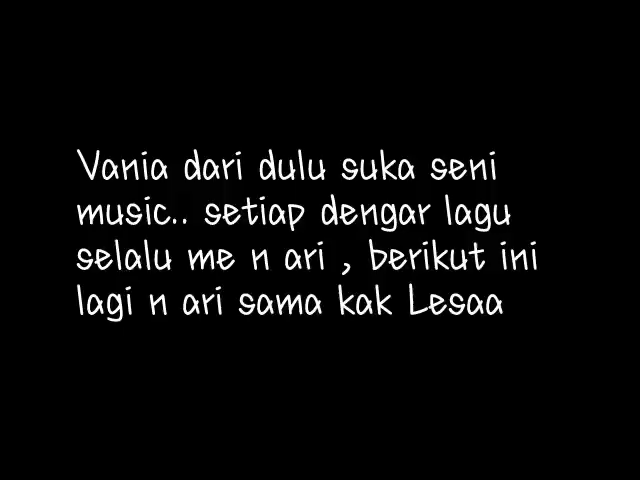 Vania dari dulu suka seni
music.. setiap dengar lagu
selalu me n ari , berikut ini
lagi n ari sama kak Lesaa